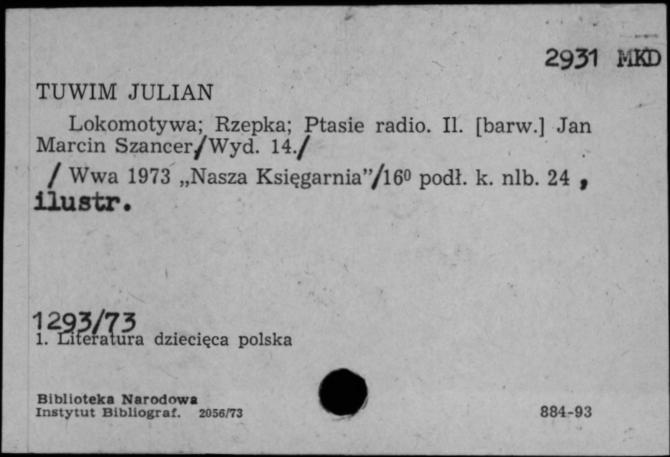 2931 MKD
TUWIM JULIAN
Lokomotywa; Rzepka; Ptasie radio. Il. [barw.] Jan
Marcin Szancer/Wyd. 14./
/ Wwa 1973 „Nasza Księgarnia”/16⁰ podł. k. nlb. 24 ,
ilustr.
1293/73
1. Literatura dziecięca polska
Biblioteka Narodowa
Instytut Bibliograf. 2056/73
884-93